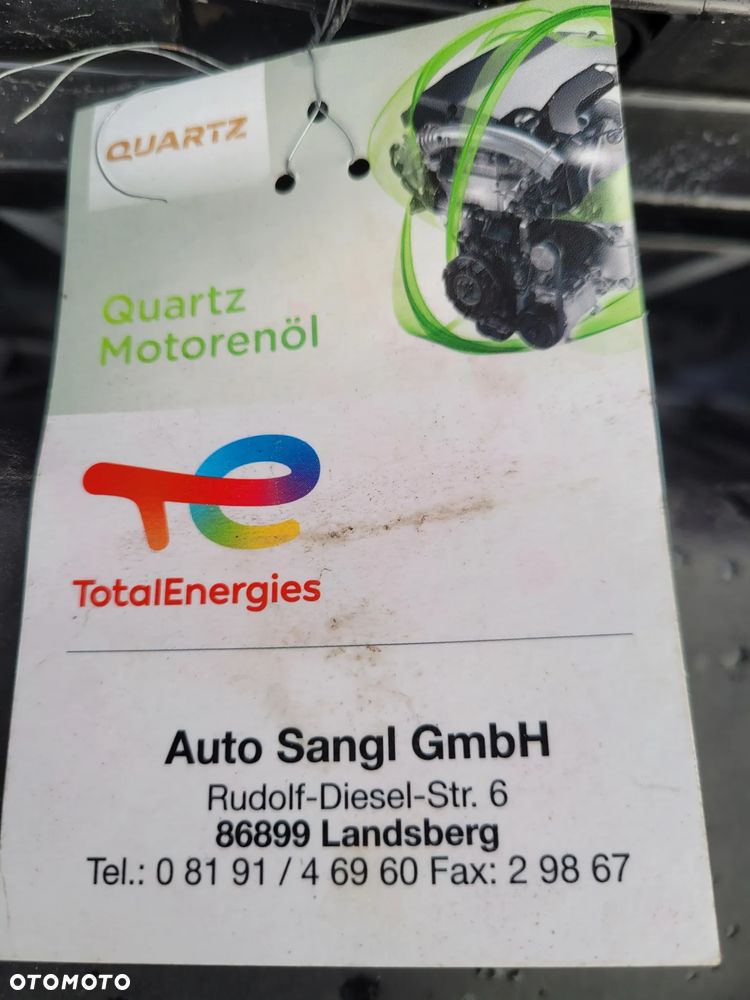 QUARTZ
Quartz
Motorenöl
TotalEnergies
Auto Sangl GmbH
Rudolf-Diesel-Str. 6
86899 Landsberg
Tel.: 0 81 91 / 4 69 60 Fax: 2 98 67
OTOMOTO